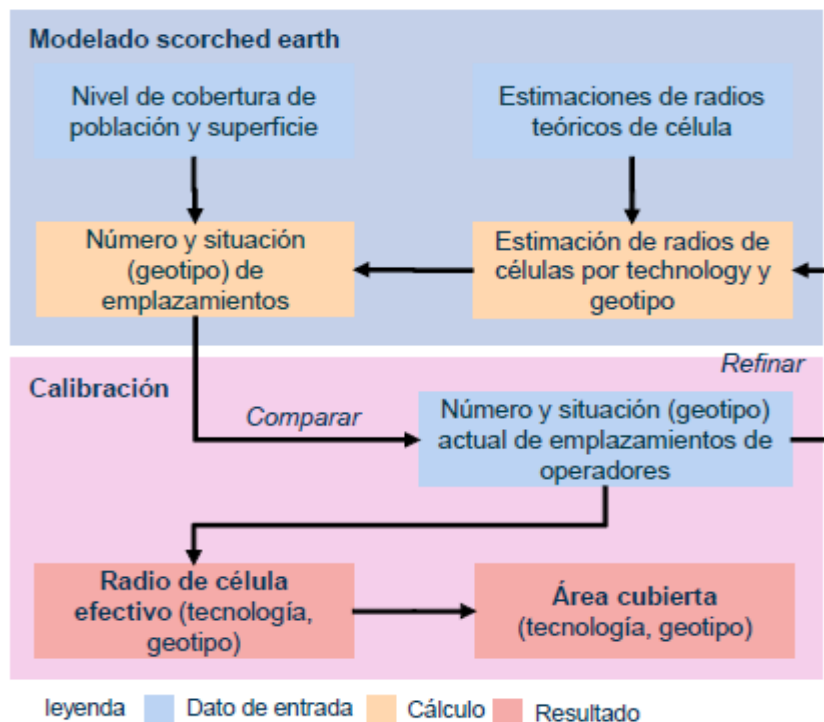 Modelado scorched earth
Nivel de cobertura de
población y superficie
Estimaciones de radios
teóricos de célula
Número y situación
(geotipo) de
emplazamientos
Estimación de radios de
células por technology y
geotipo
Refinar
Calibración
Comparar
Número y situación (geotipo)
actual de emplazamientos de
operadores
Radio de célula
efectivo (tecnología,
geotipo)
Área cubierta
(tecnología, geotipo)
leyenda Dato de entrada Cálculo Resultado